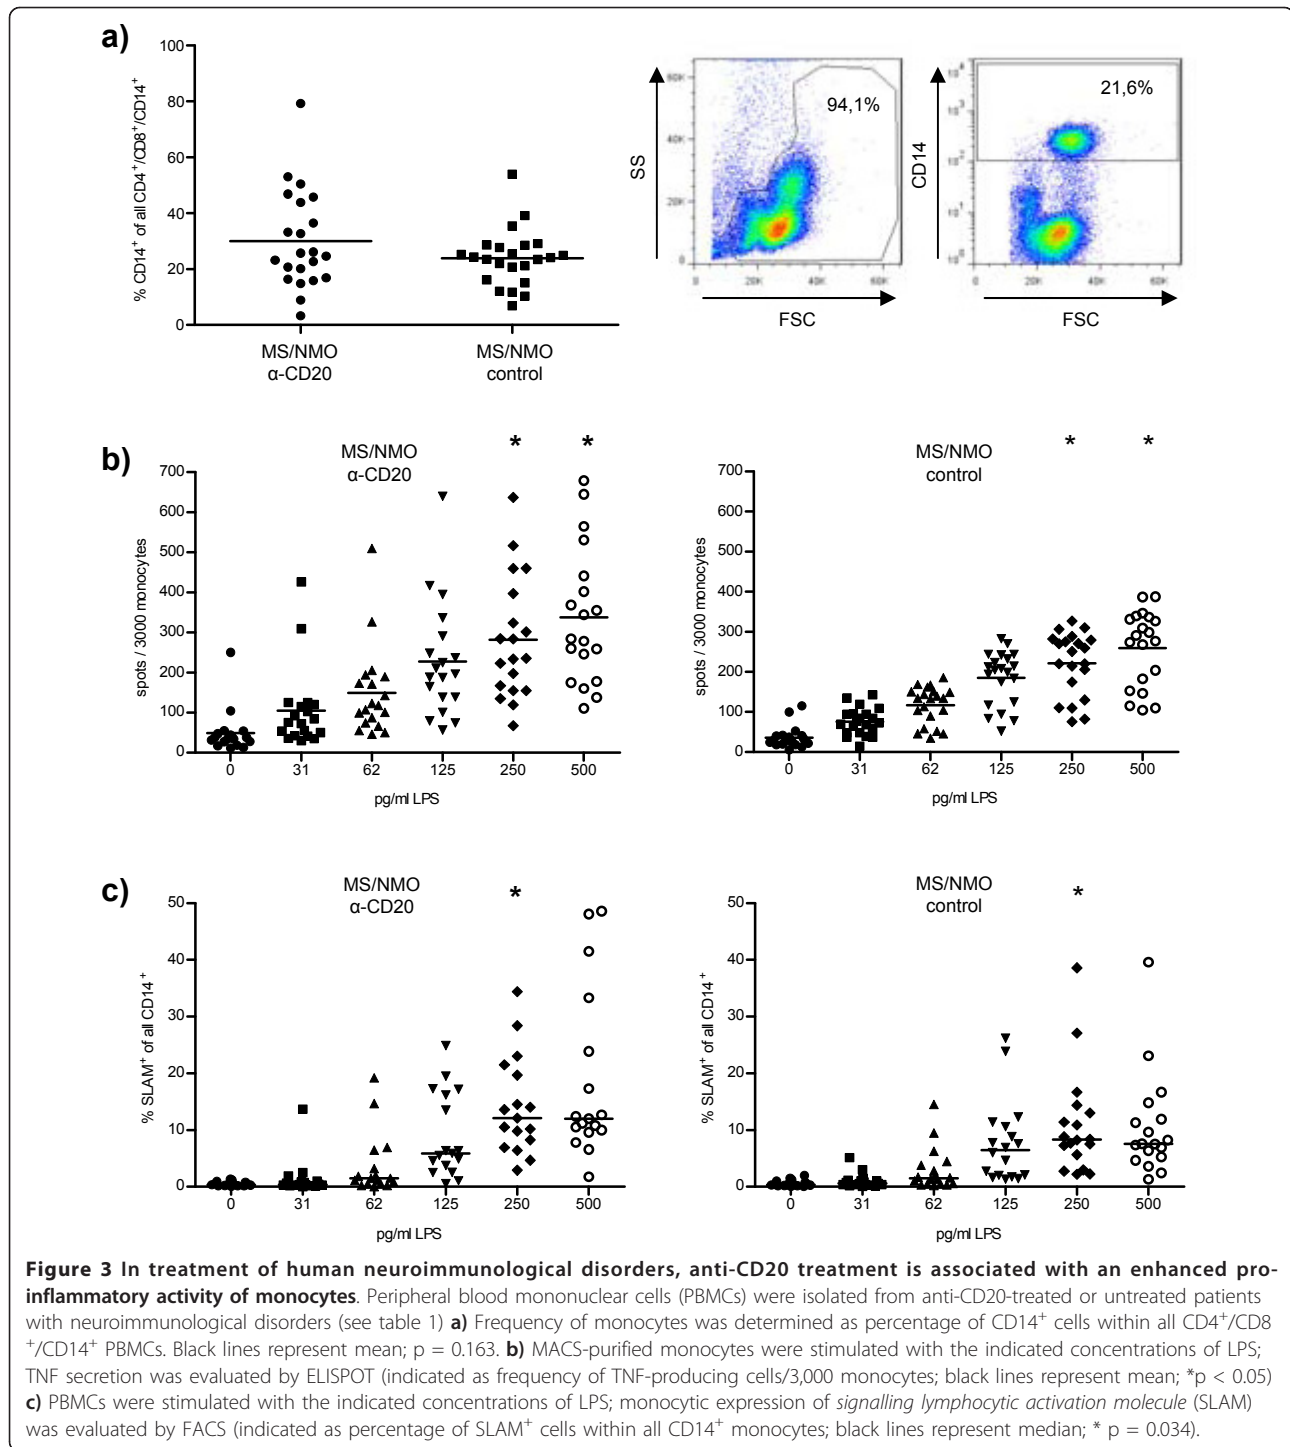 a)
100
80
60
40
20
0
% CD14⁺ of all CD4⁺/CD8⁺/CD14⁺
MS/NMO
α-CD20
MS/NMO
control
60K
40K
20K
0
SS
94,1%
0
20K
40K
60K
FSC
CD14
21,6%
0
20K
40K
60K
FSC
b)
MS/NMO
α-CD20
*
*
700
600
500
400
300
200
100
0
spots / 3000 monocytes
0
31
62
125
250
500
pg/ml LPS
MS/NMO
control
*
*
700
600
500
400
300
200
100
0
spots / 3000 monocytes
0
31
62
125
250
500
pg/ml LPS
c)
MS/NMO
α-CD20
*
50
40
30
20
10
0
% SLAM⁺ of all CD14⁺
0
31
62
125
250
500
pg/ml LPS
MS/NMO
control
*
50
40
30
20
10
0
% SLAM⁺ of all CD14⁺
0
31
62
125
250
500
pg/ml LPS
Figure 3 In treatment of human neuroimmunological disorders, anti-CD20 treatment is associated with an enhanced pro-
inflammatory activity of monocytes. Peripheral blood mononuclear cells (PBMCs) were isolated from anti-CD20-treated or untreated patients
with neuroimmunological disorders (see table 1) a) Frequency of monocytes was determined as percentage of CD14⁺ cells within all CD4⁺/CD8
⁺/CD14⁺ PBMCs. Black lines represent mean; p = 0.163. b) MACS-purified monocytes were stimulated with the indicated concentrations of LPS;
TNF secretion was evaluated by ELISPOT (indicated as frequency of TNF-producing cells/3,000 monocytes; black lines represent mean; *p < 0.05)
c) PBMCs were stimulated with the indicated concentrations of LPS; monocytic expression of signalling lymphocytic activation molecule (SLAM)
was evaluated by FACS (indicated as percentage of SLAM⁺ cells within all CD14⁺ monocytes; black lines represent median; * p = 0.034).